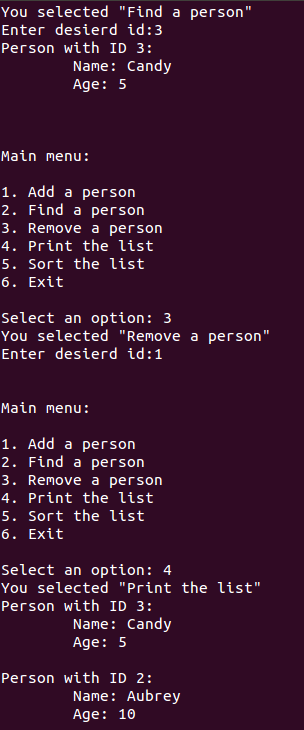 You selected "Find a person"
Enter desierd id:3
Person with ID 3:
Name: Candy
Age: 5
Main menu:
1. Add a person
2. Find a person
3. Remove a person
4. Print the list
5. Sort the list
6. Exit
Select an option: 3
You selected "Remove a person"
Enter desierd id:1
Main menu:
1. Add a person
2. Find a person
3. Remove a person
4. Print the list
5. Sort the list
6. Exit
Select an option: 4
You selected "Print the list"
Person with ID 3:
Name: Candy
Age: 5
Person with ID 2:
Name: Aubrey
Age: 10